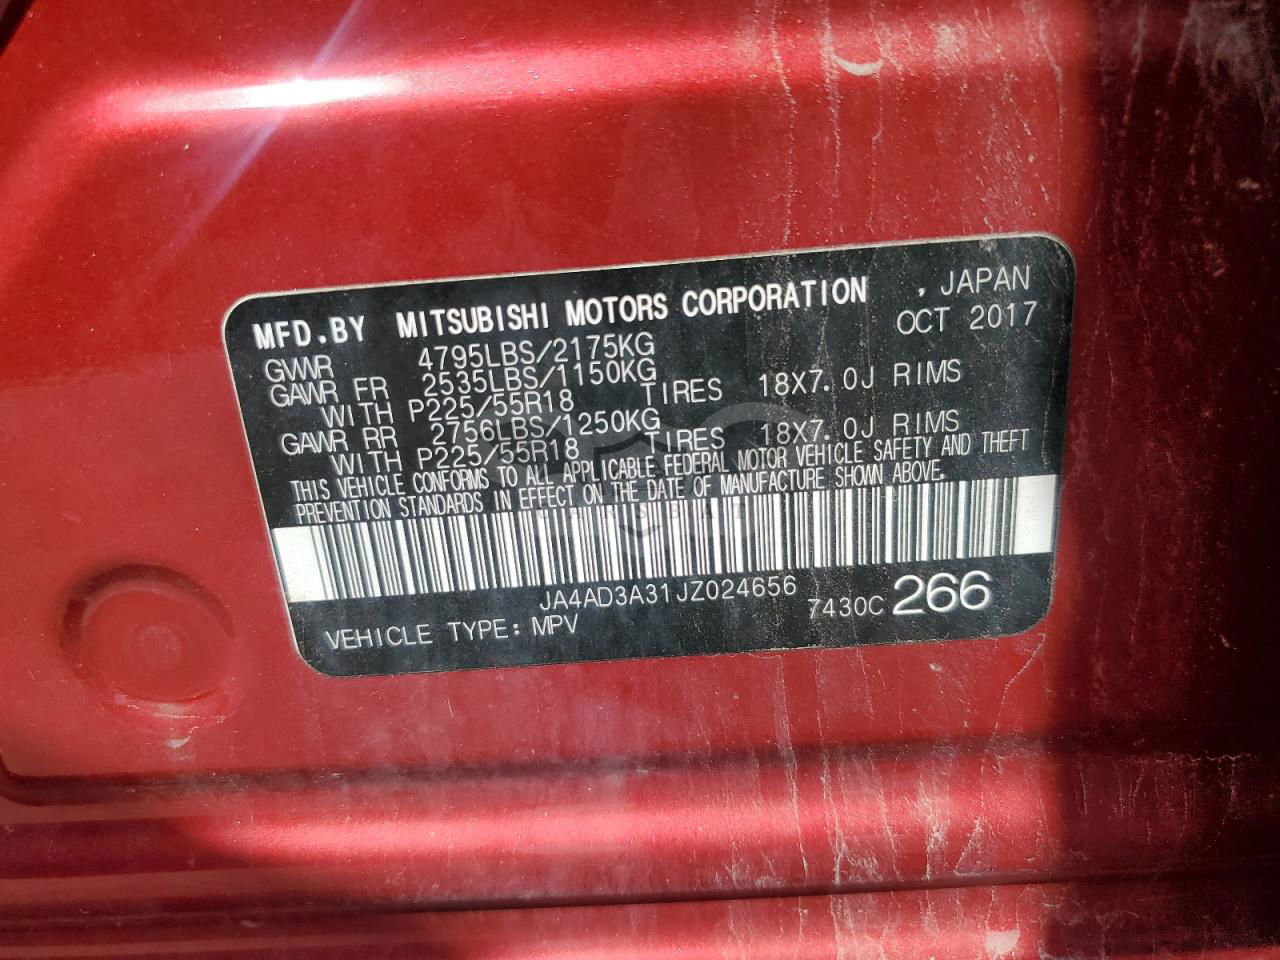 MFD.BY MITSUBISHI MOTORS CORPORATION , JAPAN
OCT 2017
GVWR 4795LBS/2175KG
GAWR FR 2535LBS/1150KG
WITH P225/55R18 TIRES 18X7.0J RIMS
GAWR RR 2756LBS/1250KG
WITH P225/55R18 TIRES 18X7.0J RIMS
THIS VEHICLE CONFORMS TO ALL APPLICABLE FEDERAL MOTOR VEHICLE SAFETY AND THEFT
PREVENTION STANDARDS IN EFFECT ON THE DATE OF MANUFACTURE SHOWN ABOVE.
JA4AD3A31JZ024656
7430C 266
VEHICLE TYPE: MPV